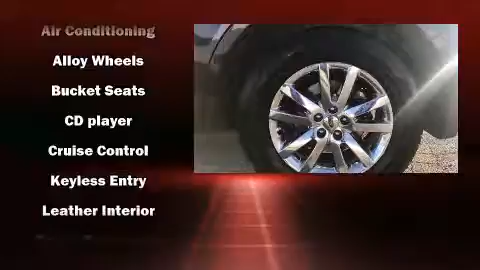 Air Conditioning
Alloy Wheels
Bucket Seats
CD player
Cruise Control
Keyless Entry
Leather Interior